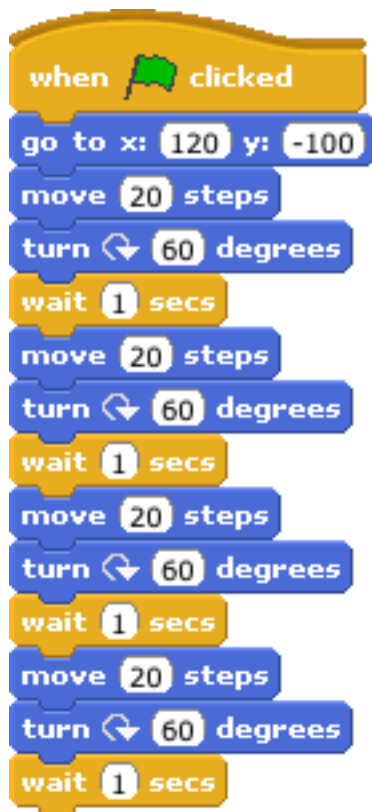 when clicked
go to x: 120 y: -100
move 20 steps
turn 60 degrees
wait 1 secs
move 20 steps
turn 60 degrees
wait 1 secs
move 20 steps
turn 60 degrees
wait 1 secs
move 20 steps
turn 60 degrees
wait 1 secs